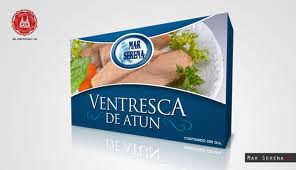 MAR
SERENA
VENTRESCA
DE ATUN
CONTENIDO 200 Grs.
MAR SERENA